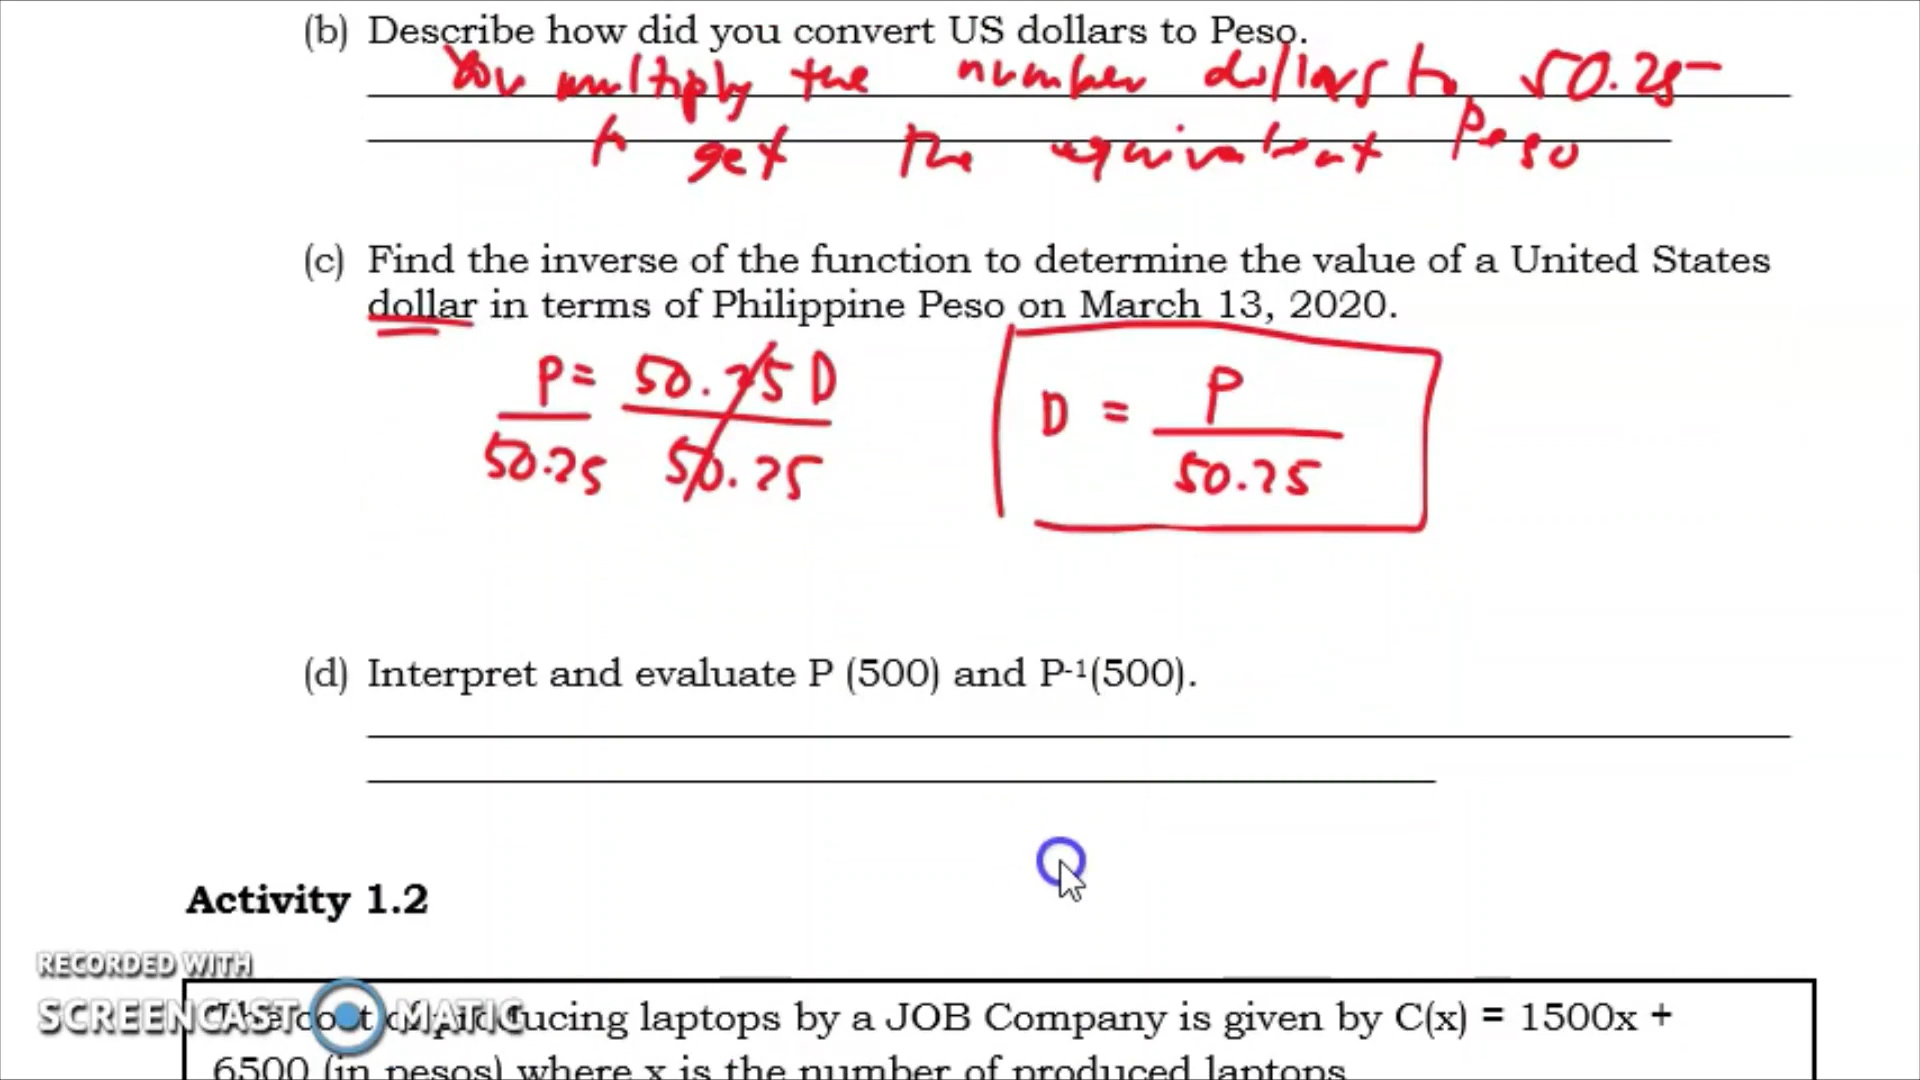 (b) Describe how did you convert US dollars to Peso.
You multiply the number dollars to 50.25
to get the equivalent Peso
(c) Find the inverse of the function to determine the value of a United States
dollar in terms of Philippine Peso on March 13, 2020.
P = 50.25 D
50.25 50.25
D = P
50.25
(d) Interpret and evaluate P (500) and P-1(500).
Activity 1.2
RECORDED WITH
SCREENCAST MATIC
The cost of producing laptops by a JOB Company is given by C(x) = 1500x +
6500 (in pesos) where x is the number of produced laptops